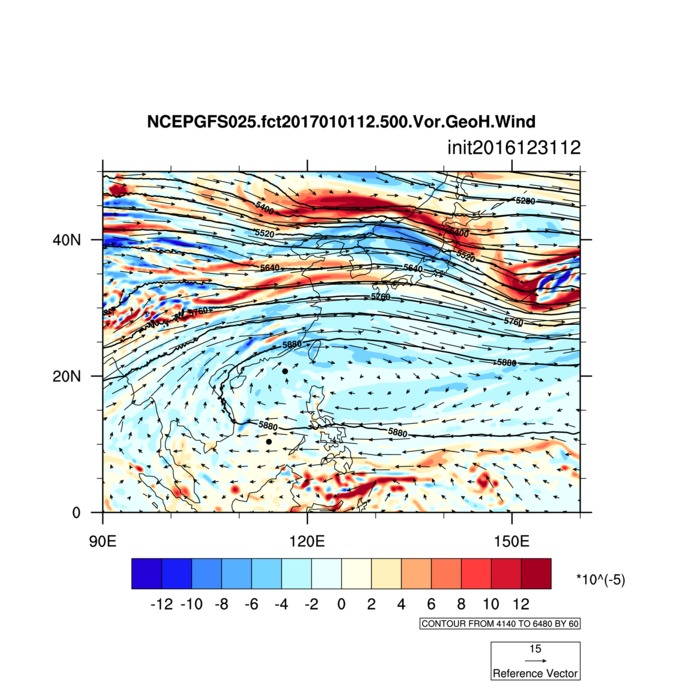 NCEPGFS025.fct2017010112.500.Vor.GeoH.Wind
init2016123112
5280
5400
5400
5520
5520
40N
5640
5640
5760
5760
5760
5880
5880
20N
5880
5880
0
90E 120E 150E
-12 -10 -8 -6 -4 -2 0 2 4 6 8 10 12
*10^(-5)
CONTOUR FROM 4140 TO 6480 BY 60
15
Reference Vector